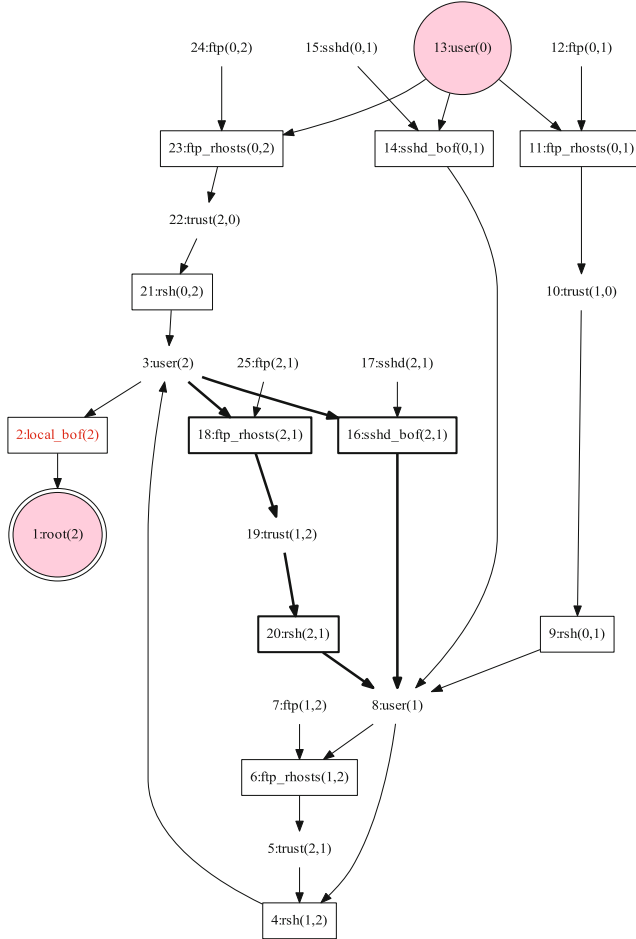 13:user(0)
24:ftp(0,2)
15:sshd(0,1)
12:ftp(0,1)
23:ftp_rhosts(0,2)
14:sshd_bof(0,1)
11:ftp_rhosts(0,1)
22:trust(2,0)
21:rsh(0,2)
10:trust(1,0)
3:user(2)
25:ftp(2,1)
17:sshd(2,1)
2:local_bof(2)
18:ftp_rhosts(2,1)
16:sshd_bof(2,1)
1:root(2)
19:trust(1,2)
20:rsh(2,1)
9:rsh(0,1)
7:ftp(1,2)
8:user(1)
6:ftp_rhosts(1,2)
5:trust(2,1)
4:rsh(1,2)